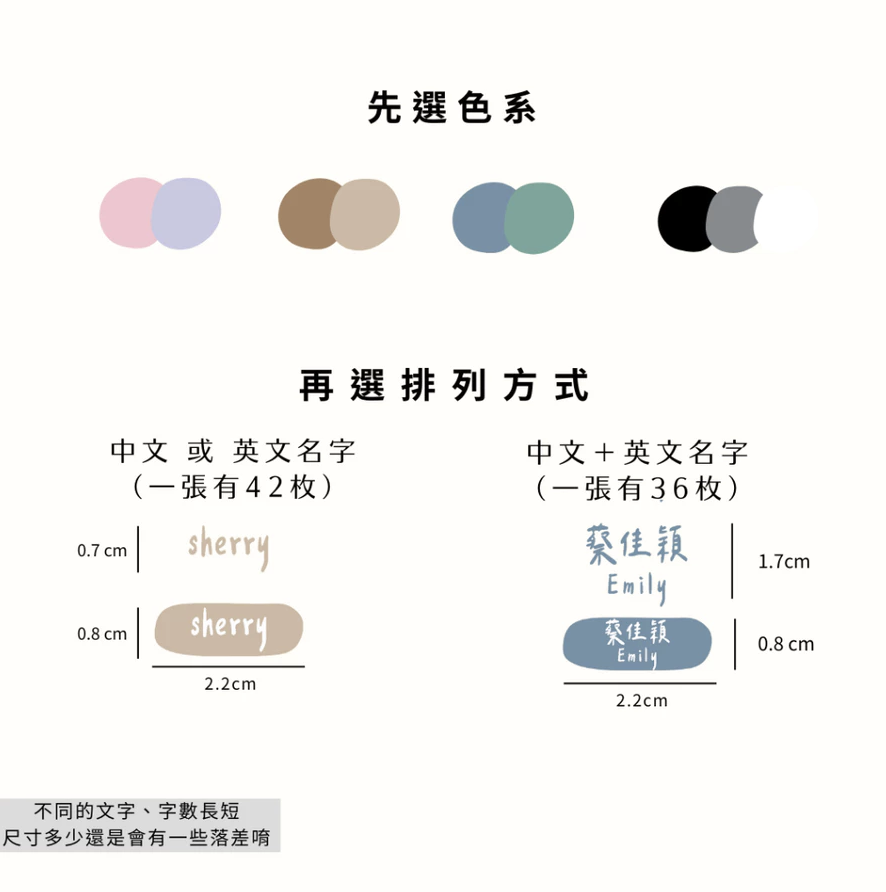 先選色系
再選排列方式
中文 或 英文名字
（一張有42枚）
0.7 cm
sherry
0.8 cm
sherry
2.2cm
中文＋英文名字
（一張有36枚）
蔡佳穎
Emily
1.7cm
蔡佳穎
Emily
0.8 cm
2.2cm
不同的文字、字數長短
尺寸多少還是會有一些落差唷